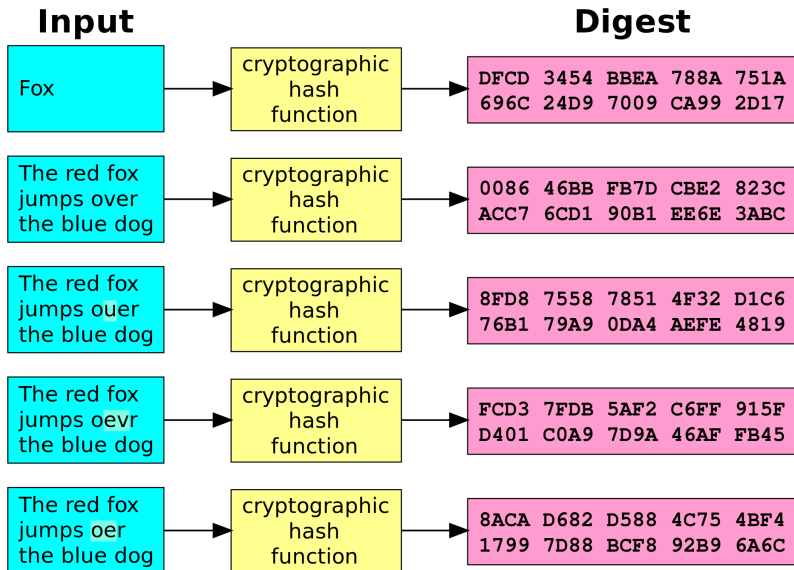 Input
Digest
Fox
cryptographic
hash
function
DFCD 3454 BBEA 788A 751A
696C 24D9 7009 CA99 2D17
The red fox
jumps over
the blue dog
cryptographic
hash
function
0086 46BB FB7D CBE2 823C
ACC7 6CD1 90B1 EE6E 3ABC
The red fox
jumps ouer
the blue dog
cryptographic
hash
function
8FD8 7558 7851 4F32 D1C6
76B1 79A9 0DA4 AEFE 4819
The red fox
jumps oevr
the blue dog
cryptographic
hash
function
FCD3 7FDB 5AF2 C6FF 915F
D401 C0A9 7D9A 46AF FB45
The red fox
jumps oer
the blue dog
cryptographic
hash
function
8ACA D682 D588 4C75 4BF4
1799 7D88 BCF8 92B9 6A6C